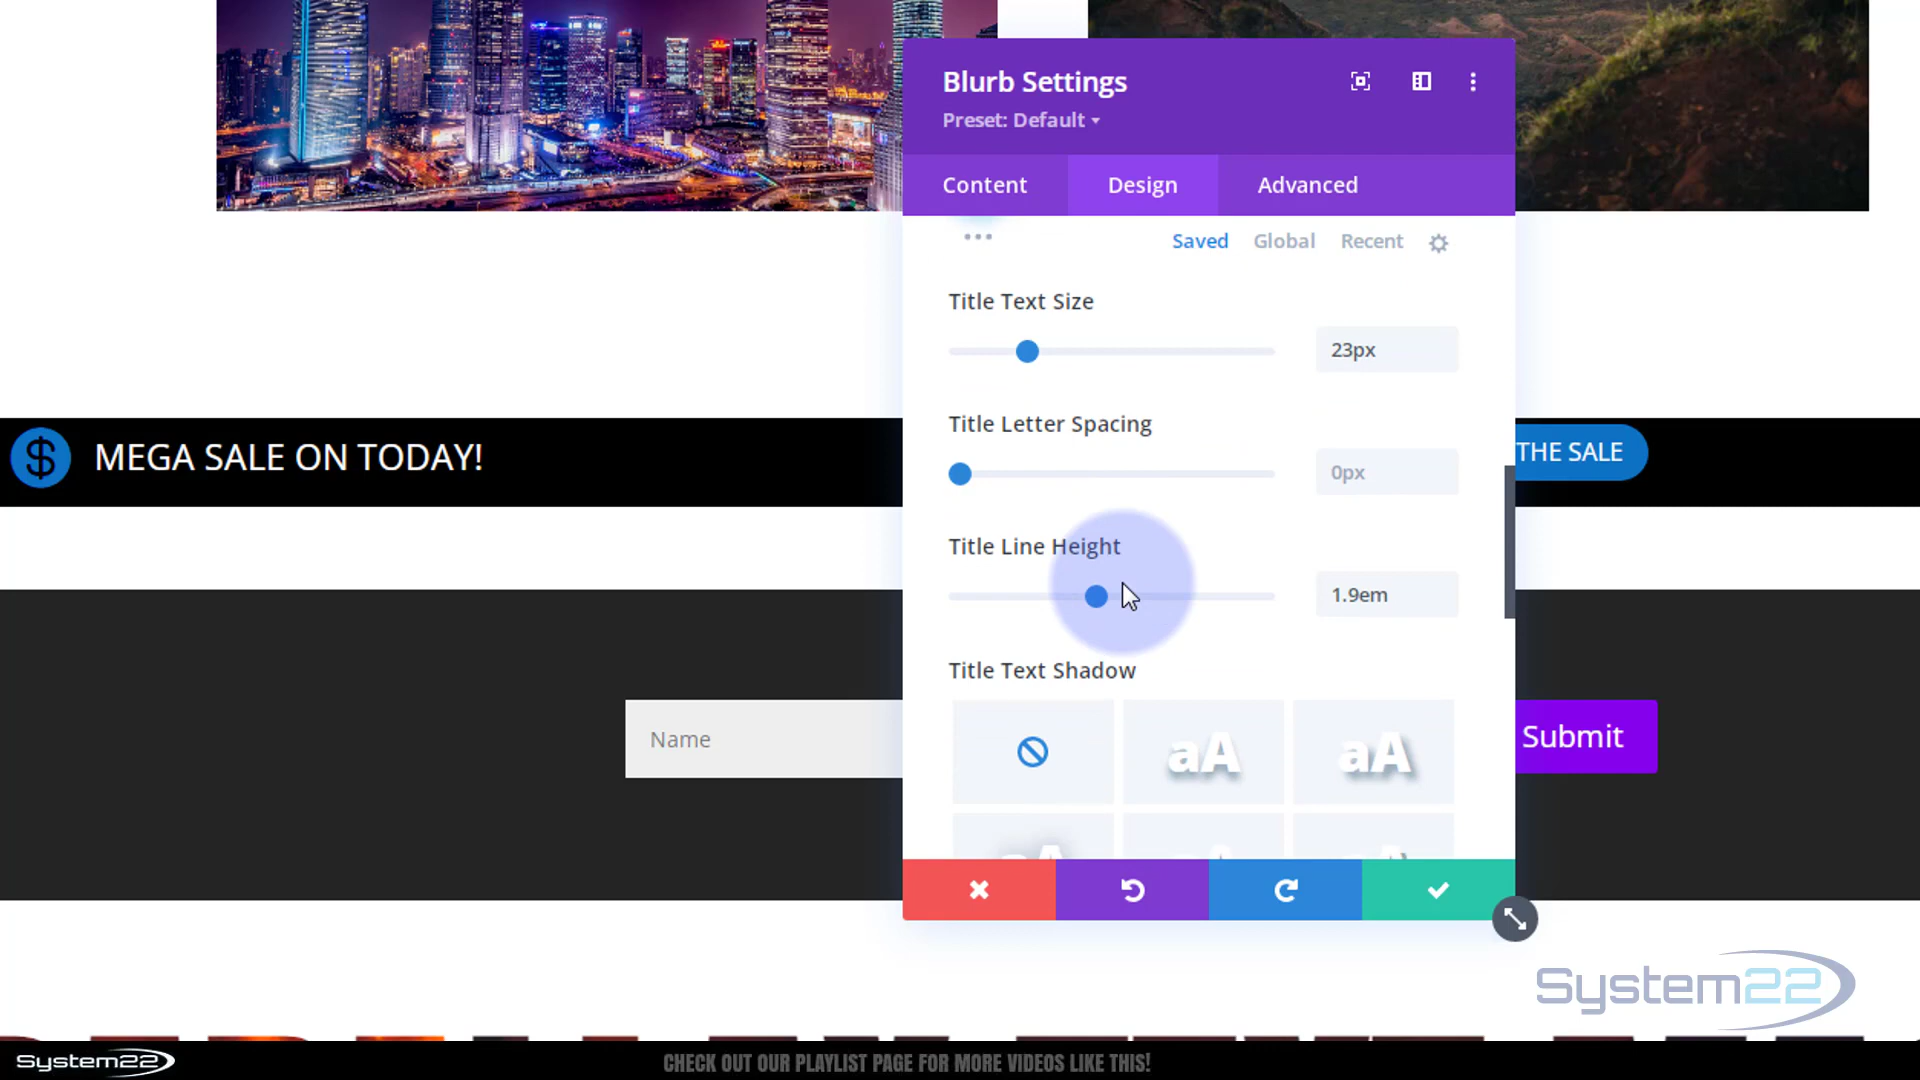 Blurb Settings
Preset: Default
Content
Design
Advanced
Saved
Global
Recent
Title Text Size
23px
Title Letter Spacing
0px
MEGA SALE ON TODAY!
THE SALE
Title Line Height
1.9em
Title Text Shadow
aA
aA
Name
Submit
System22
System22
CHECK OUT OUR PLAYLIST PAGE FOR MORE VIDEOS LIKE THIS!